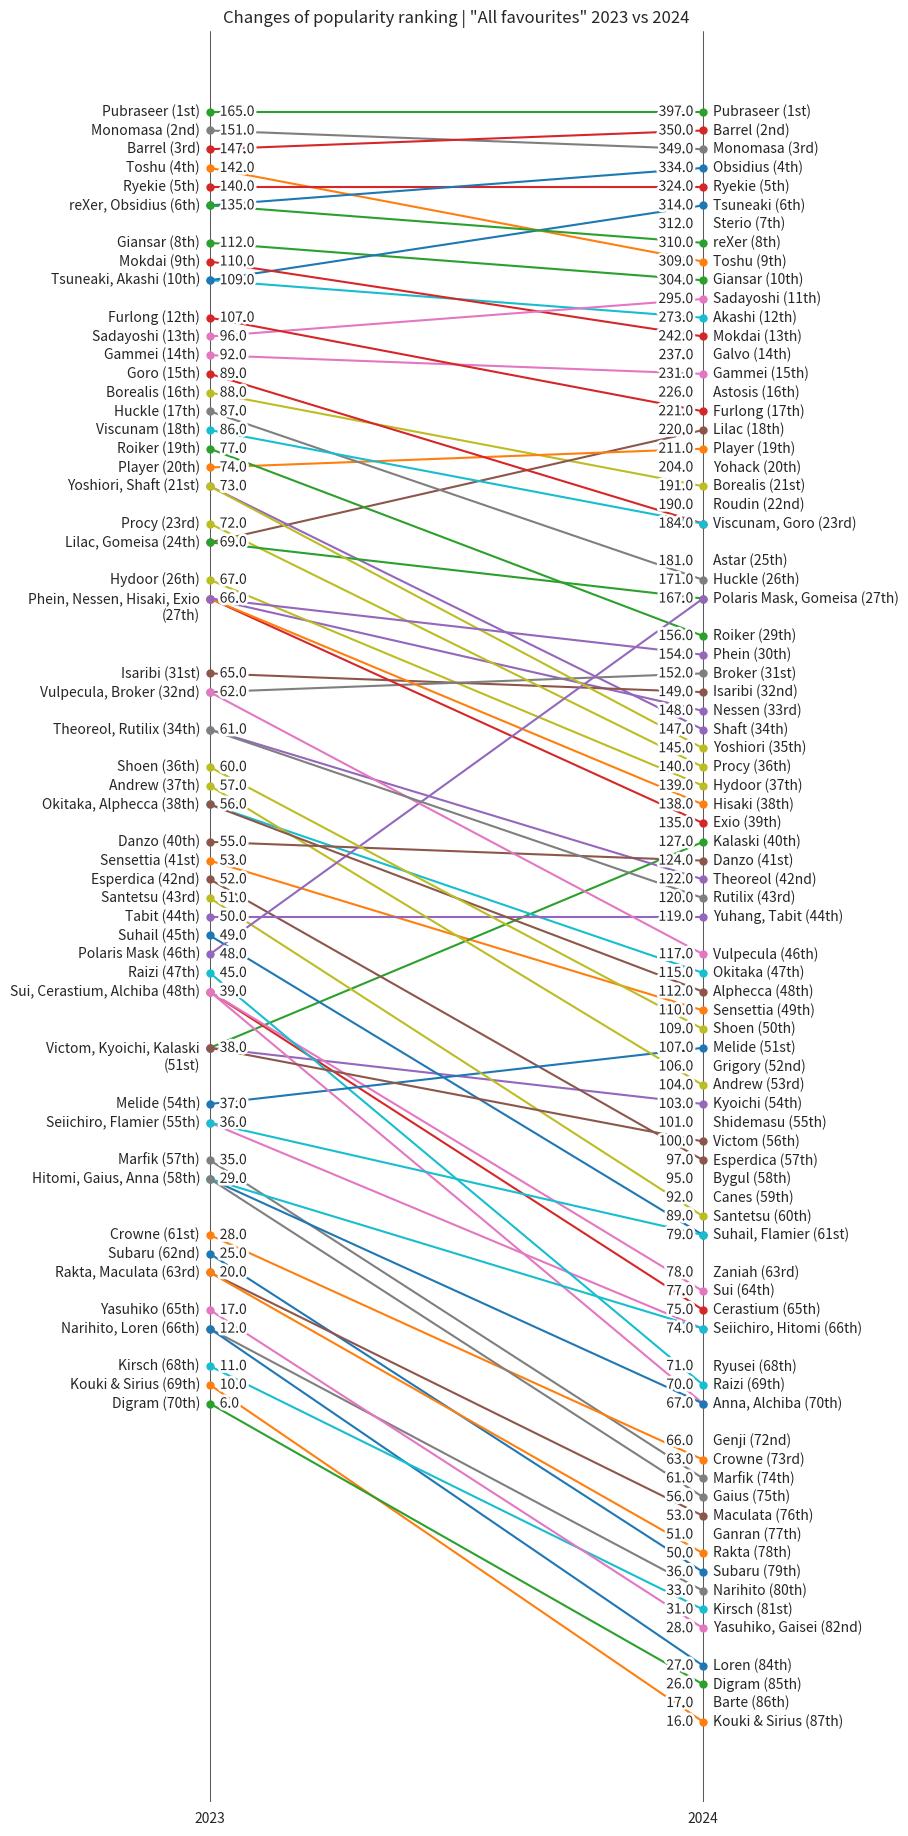 Changes of popularity ranking | "All favourites" 2023 vs 2024
Pubraseer (1st) 165.0 397.0 Pubraseer (1st)
Monomasa (2nd) 151.0 350.0 Barrel (2nd)
Barrel (3rd) 147.0 349.0 Monomasa (3rd)
Toshu (4th) 142.0 334.0 Obsidius (4th)
Ryekie (5th) 140.0 324.0 Ryekie (5th)
reXer, Obsidius (6th) 135.0 314.0 Tsuneaki (6th)
312.0 Sterio (7th)
Giansar (8th) 112.0 310.0 reXer (8th)
Mokdai (9th) 110.0 309.0 Toshu (9th)
Tsuneaki, Akashi (10th) 109.0 304.0 Giansar (10th)
295.0 Sadayoshi (11th)
Furlong (12th) 107.0 273.0 Akashi (12th)
Sadayoshi (13th) 96.0 242.0 Mokdai (13th)
Gammei (14th) 92.0 237.0 Galvo (14th)
Goro (15th) 89.0 231.0 Gammei (15th)
Borealis (16th) 88.0 226.0 Astosis (16th)
Huckle (17th) 87.0 221.0 Furlong (17th)
Viscunam (18th) 86.0 220.0 Lilac (18th)
Roiker (19th) 77.0 211.0 Player (19th)
Player (20th) 74.0 204.0 Yohack (20th)
Yoshiori, Shaft (21st) 73.0 191.0 Borealis (21st)
190.0 Roudin (22nd)
Procy (23rd) 72.0 184.0 Viscunam, Goro (23rd)
Lilac, Gomeisa (24th) 69.0
181.0 Astar (25th)
Hydoor (26th) 67.0 171.0 Huckle (26th)
Phein, Nessen, Hisaki, Exio 66.0 167.0 Polaris Mask, Gomeisa (27th)
(27th)
156.0 Roiker (29th)
154.0 Phein (30th)
Isaribi (31st) 65.0 152.0 Broker (31st)
Vulpecula, Broker (32nd) 62.0 149.0 Isaribi (32nd)
148.0 Nessen (33rd)
Theoreol, Rutilix (34th) 61.0 147.0 Shaft (34th)
145.0 Yoshiori (35th)
Shoen (36th) 60.0 140.0 Procy (36th)
Andrew (37th) 57.0 139.0 Hydoor (37th)
Okitaka, Alphecca (38th) 56.0 138.0 Hisaki (38th)
135.0 Exio (39th)
Danzo (40th) 55.0 127.0 Kalaski (40th)
Sensettia (41st) 53.0 124.0 Danzo (41st)
Esperdica (42nd) 52.0 122.0 Theoreol (42nd)
Santetsu (43rd) 51.0 120.0 Rutilix (43rd)
Tabit (44th) 50.0 119.0 Yuhang, Tabit (44th)
Suhail (45th) 49.0
Polaris Mask (46th) 48.0 117.0 Vulpecula (46th)
Raizi (47th) 45.0 115.0 Okitaka (47th)
Sui, Cerastium, Alchiba (48th) 39.0 112.0 Alphecca (48th)
110.0 Sensettia (49th)
109.0 Shoen (50th)
Victom, Kyoichi, Kalaski 38.0 107.0 Melide (51st)
(51st) 106.0 Grigory (52nd)
104.0 Andrew (53rd)
Melide (54th) 37.0 103.0 Kyoichi (54th)
Seiichiro, Flamier (55th) 36.0 101.0 Shidemasu (55th)
100.0 Victom (56th)
Marfik (57th) 35.0 97.0 Esperdica (57th)
Hitomi, Gaius, Anna (58th) 29.0 95.0 Bygul (58th)
92.0 Canes (59th)
89.0 Santetsu (60th)
Crowne (61st) 28.0 79.0 Suhail, Flamier (61st)
Subaru (62nd) 25.0
Rakta, Maculata (63rd) 20.0 78.0 Zaniah (63rd)
77.0 Sui (64th)
Yasuhiko (65th) 17.0 75.0 Cerastium (65th)
Narihito, Loren (66th) 12.0 74.0 Seiichiro, Hitomi (66th)
Kirsch (68th) 11.0 71.0 Ryusei (68th)
Kouki & Sirius (69th) 10.0 70.0 Raizi (69th)
Digram (70th) 6.0 67.0 Anna, Alchiba (70th)
66.0 Genji (72nd)
63.0 Crowne (73rd)
61.0 Marfik (74th)
56.0 Gaius (75th)
53.0 Maculata (76th)
51.0 Ganran (77th)
50.0 Rakta (78th)
36.0 Subaru (79th)
33.0 Narihito (80th)
31.0 Kirsch (81st)
28.0 Yasuhiko, Gaisei (82nd)
27.0 Loren (84th)
26.0 Digram (85th)
17.0 Barte (86th)
16.0 Kouki & Sirius (87th)
2023 2024